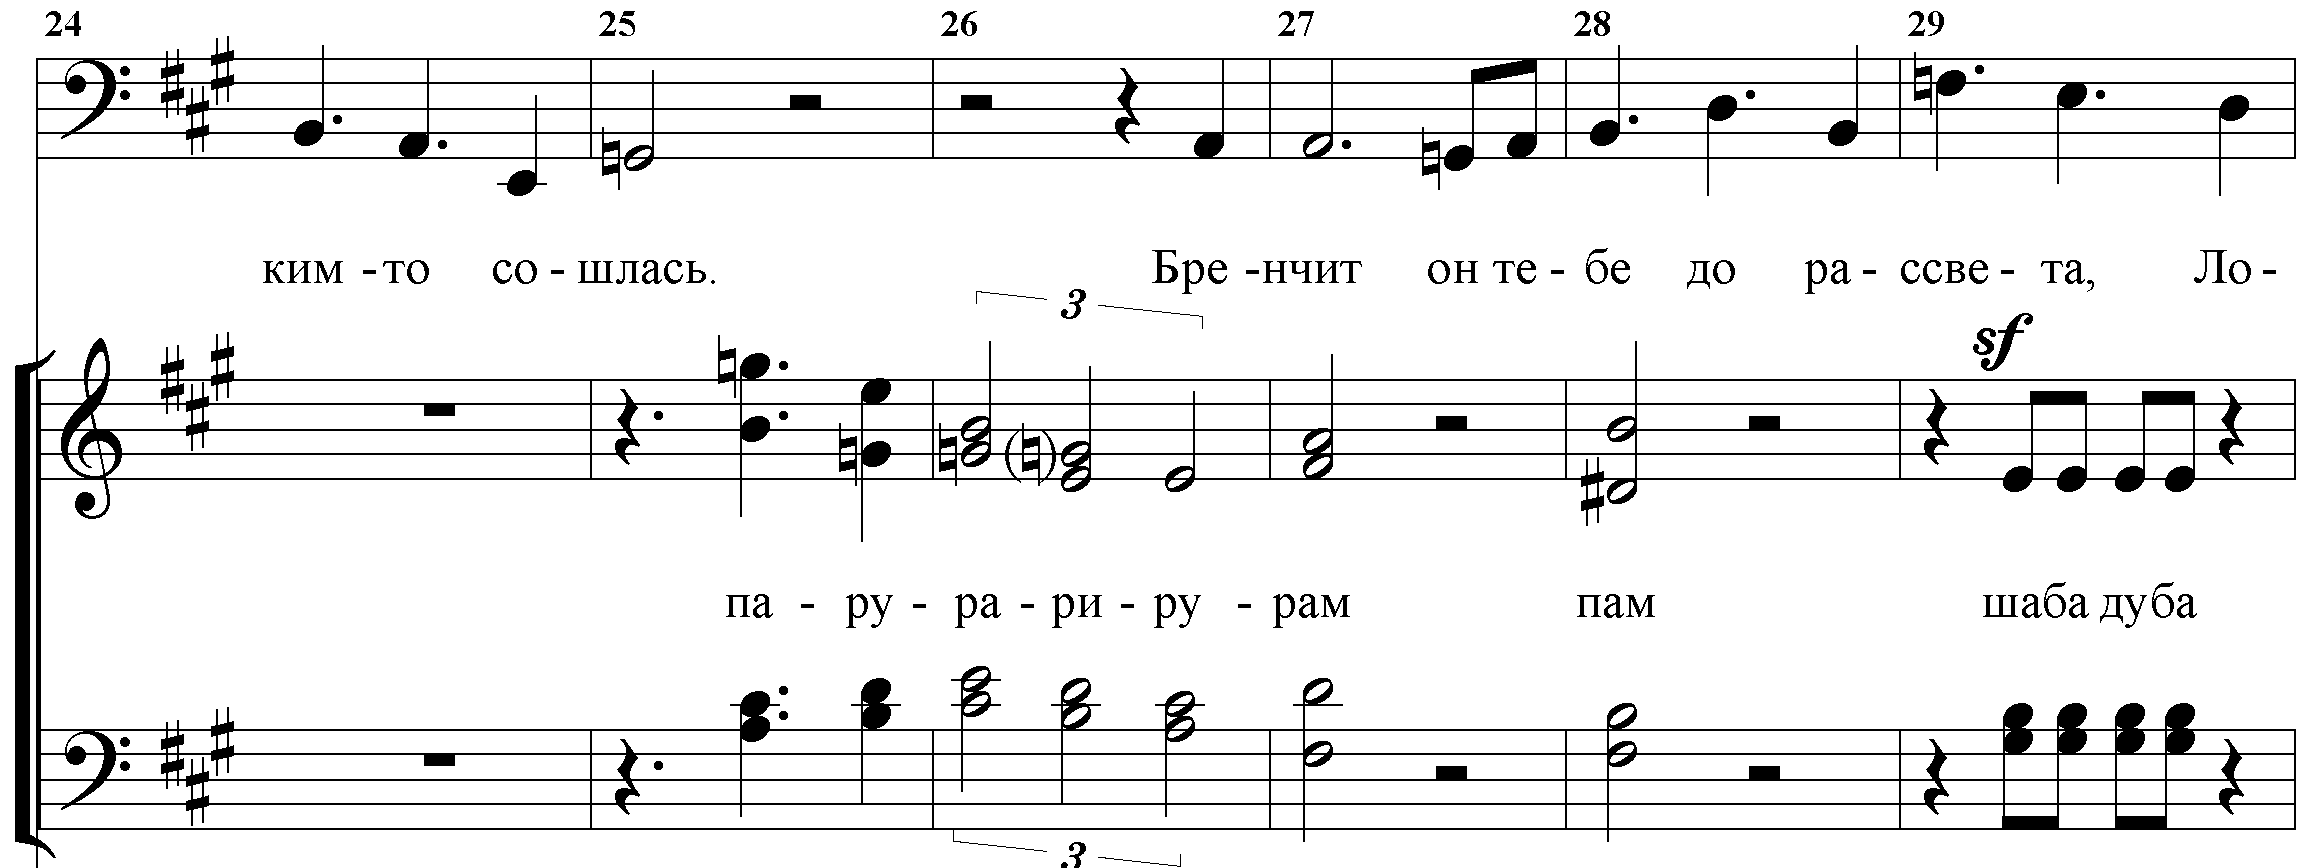 24 25 26 27 28 29
ким - то со - шлась. Бре - нчит он те - бе до ра - ссве - та, Ло -
3
sf
па - ру - ра - ри - ру - рам пам шаба дуба
3